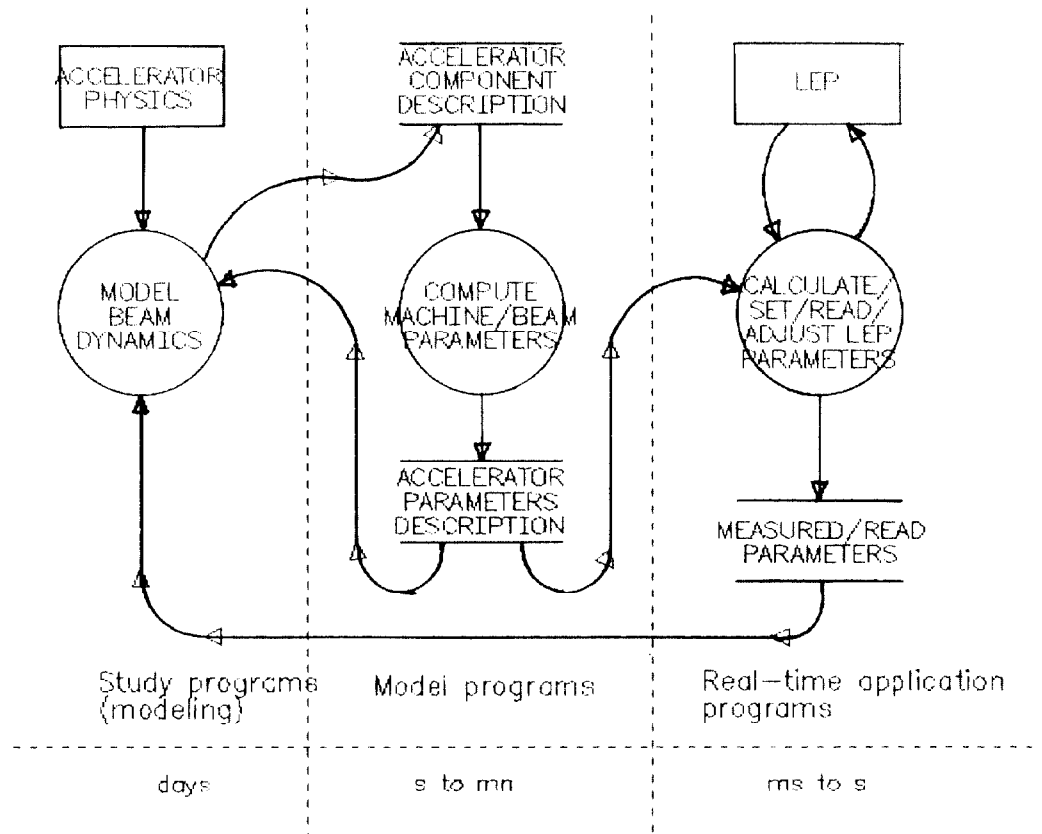 ACCELERATOR
PHYSICS
ACCELERATOR
COMPONENT
DESCRIPTION
LEP
MODEL
BEAM
DYNAMICS
COMPUTE
MACHINE/BEAM
PARAMETERS
CALCULATE/
SET/READ/
ADJUST LEP
PARAMETERS
ACCELERATOR
PARAMETERS
DESCRIPTION
MEASURED/READ
PARAMETERS
Study programs
(modeling)
Model programs
Real-time application
programs
days
s to mn
ms to s